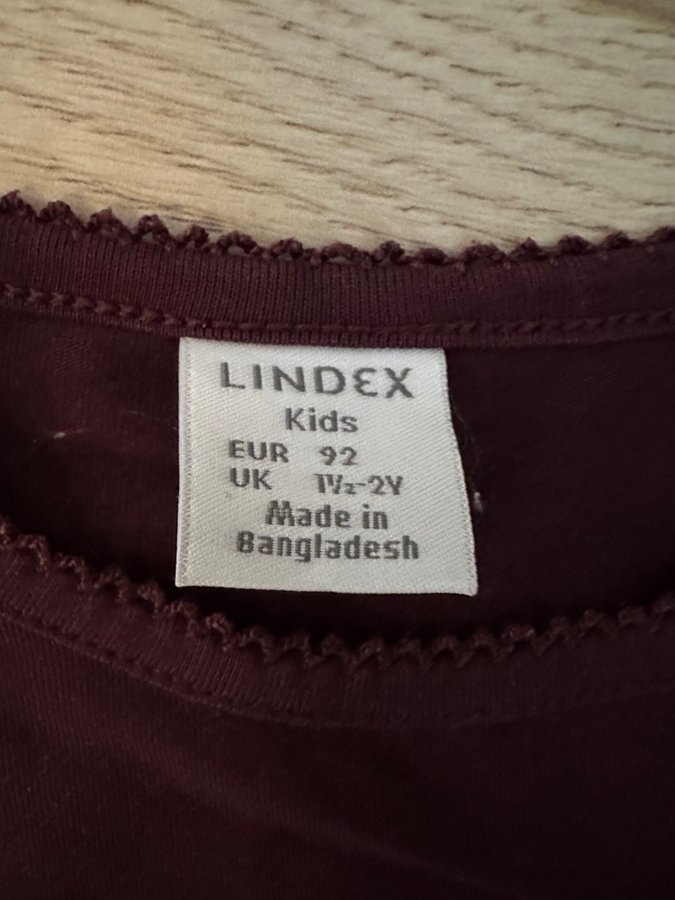 LINDEX
Kids
EUR 92
UK 1½-2Y
Made in
Bangladesh